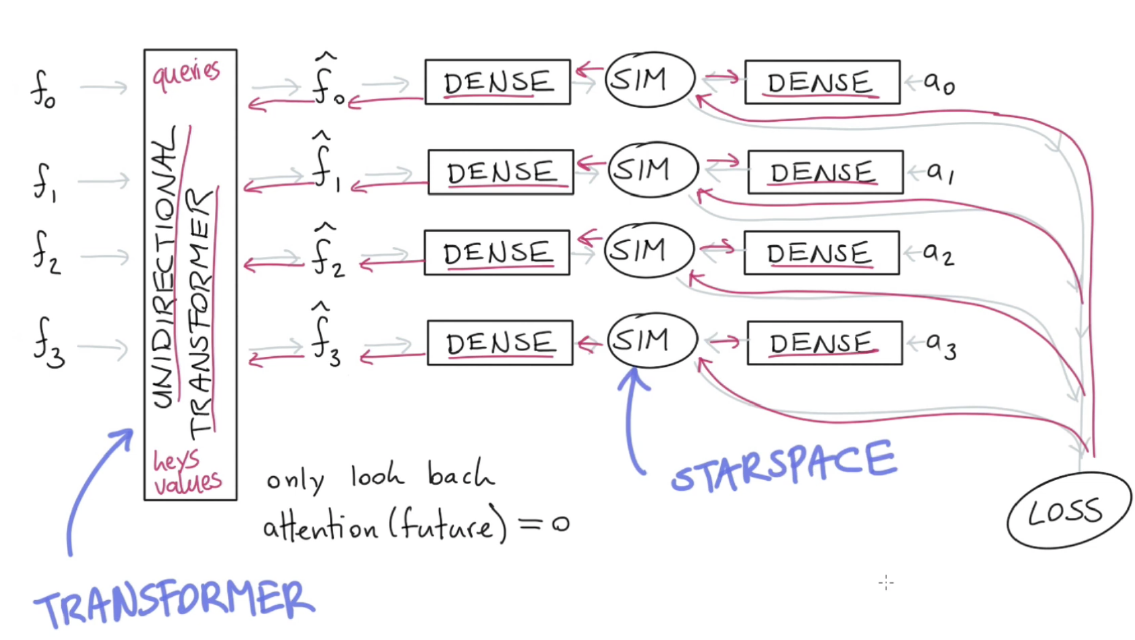 f0 f̂0 DENSE SIM DENSE a0
queries
f1 f̂1 DENSE SIM DENSE a1
f2 f̂2 DENSE SIM DENSE a2
f3 f̂3 DENSE SIM DENSE a3
UNIDIRECTIONAL
TRANSFORMER
keys
values
only look back
attention (future) = 0
STARSPACE
LOSS
TRANSFORMER